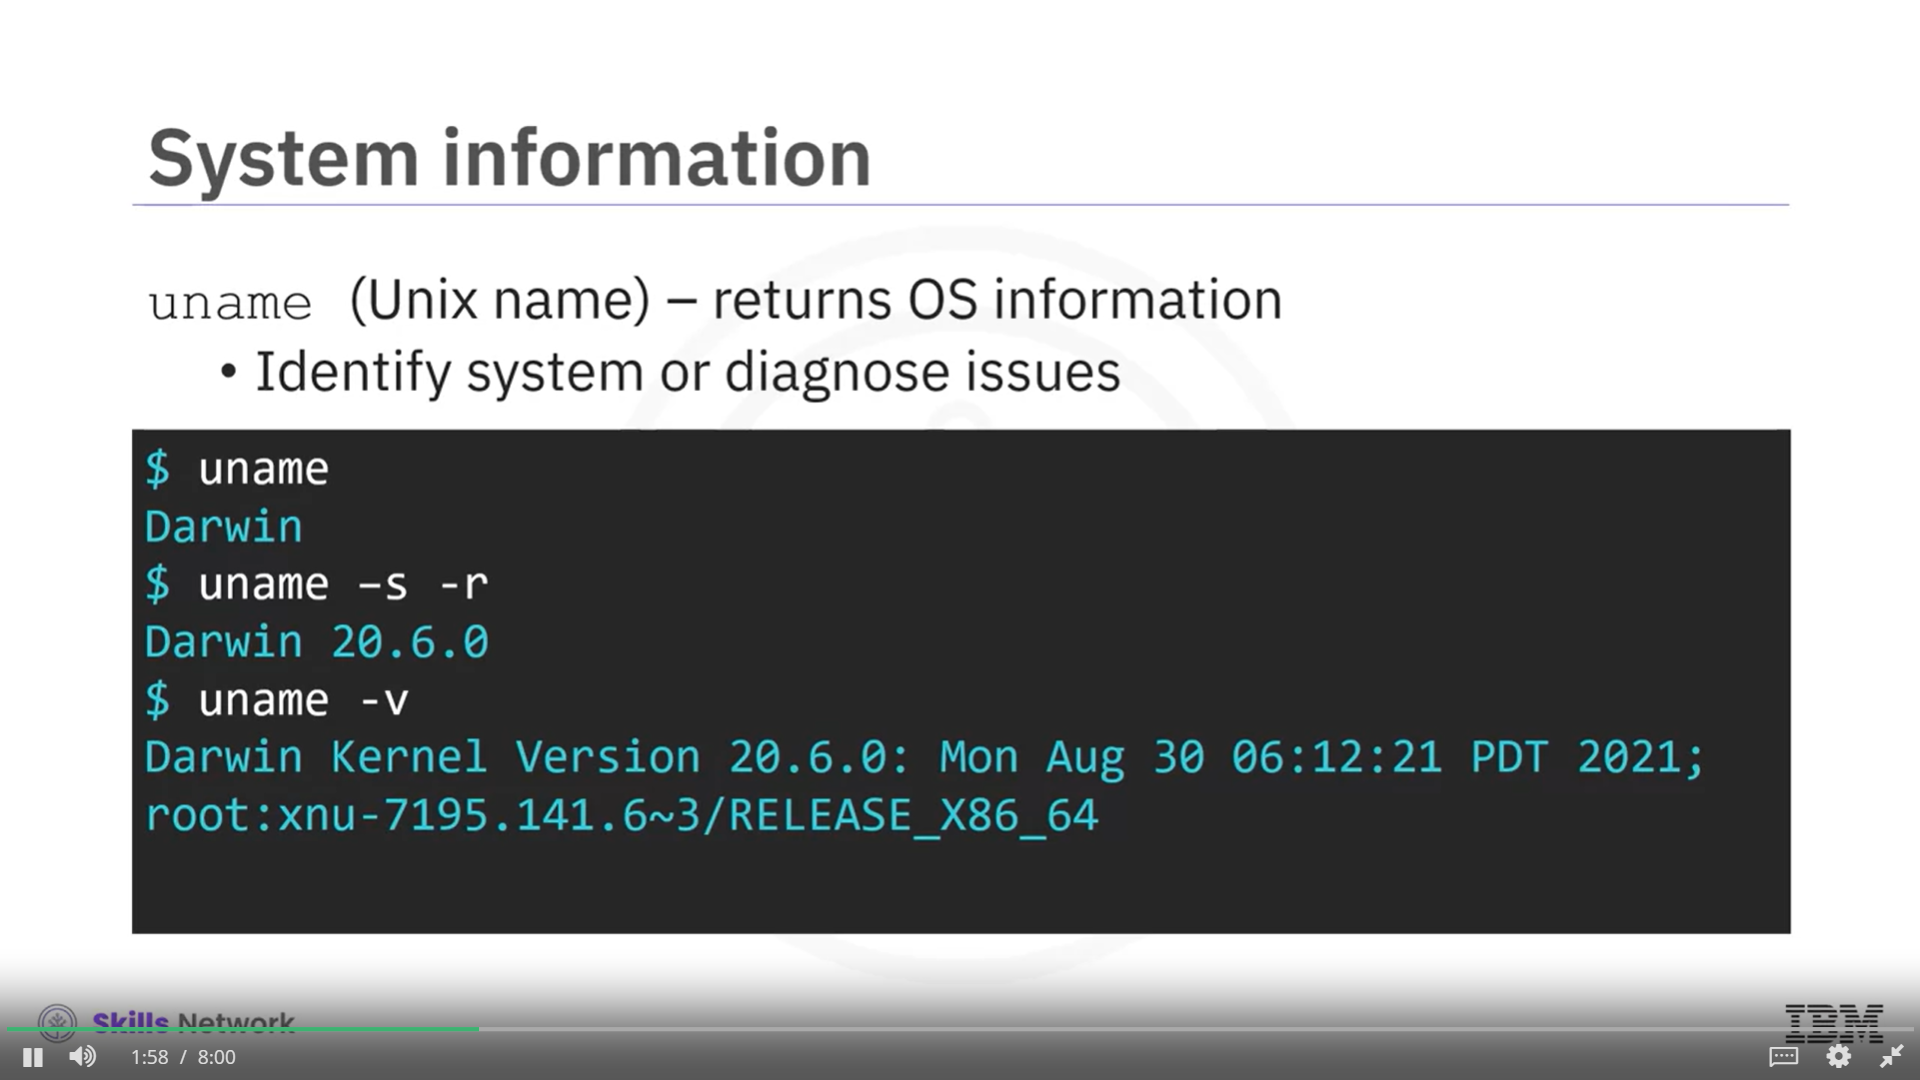 System information
uname (Unix name) – returns OS information
• Identify system or diagnose issues
$ uname
Darwin
$ uname –s -r
Darwin 20.6.0
$ uname -v
Darwin Kernel Version 20.6.0: Mon Aug 30 06:12:21 PDT 2021;
root:xnu-7195.141.6~3/RELEASE_X86_64
Skills Network
IBM
1:58 / 8:00